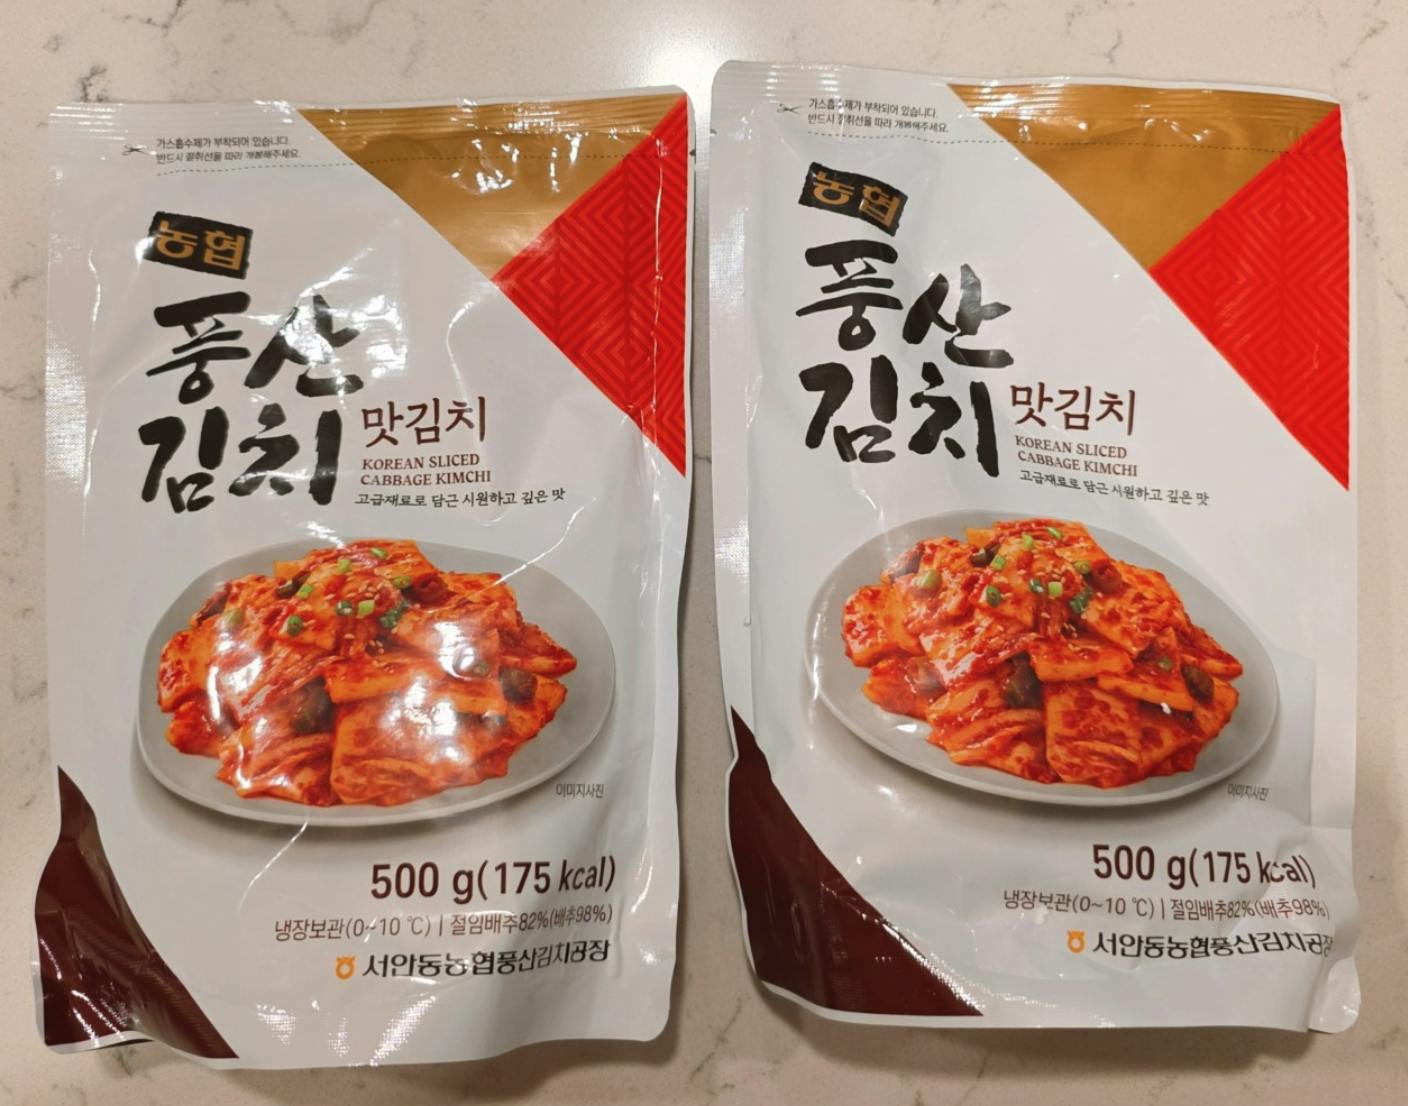 가스흡수제가 부착되어 있습니다.
반드시 절취선을 따라 개봉해주세요.
농협
풍산
김치
맛김치
KOREAN SLICED
CABBAGE KIMCHI
고급재료로 담근 시원하고 깊은 맛
이미지사진
500 g(175 kcal)
냉장보관(0~10 ℃) | 절임배추82%(배추98%)
서안동농협풍산김치공장
가스흡수제가 부착되어 있습니다.
반드시 절취선을 따라 개봉해주세요.
농협
풍산
김치
맛김치
KOREAN SLICED
CABBAGE KIMCHI
고급재료로 담근 시원하고 깊은 맛
이미지사진
500 g(175 kcal)
냉장보관(0~10 ℃) | 절임배추82%(배추98%)
서안동농협풍산김치공장